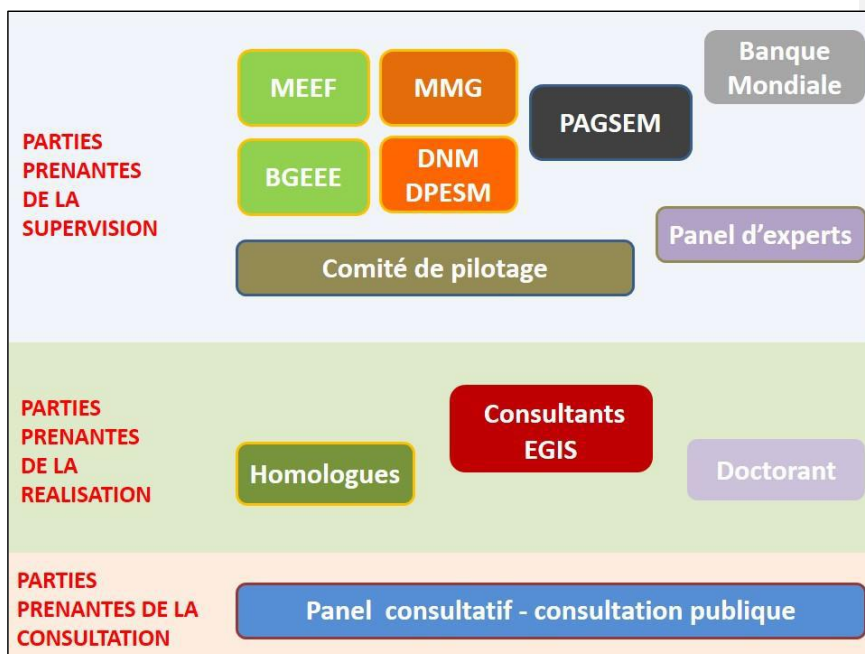 PARTIES
PRENANTES
DE LA
SUPERVISION
MEEF
MMG
PAGSEM
Banque
Mondiale
BGEEE
DNM
DPESM
Panel d’experts
Comité de pilotage
PARTIES
PRENANTES
DE LA
REALISATION
Consultants
EGIS
Homologues
Doctorant
PARTIES
PRENANTES DE LA
CONSULTATION
Panel consultatif - consultation publique